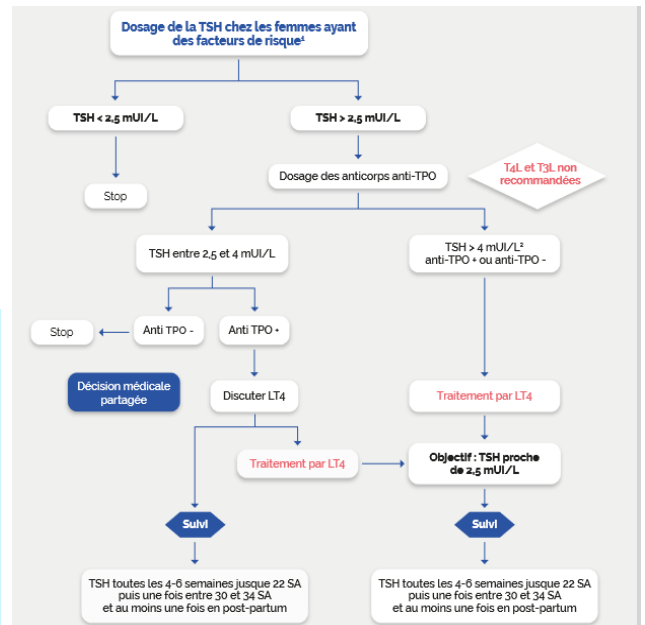 Dosage de la TSH chez les femmes ayant
des facteurs de risque¹
TSH < 2,5 mUI/L
TSH > 2,5 mUI/L
Stop
Dosage des anticorps anti-TPO
T4L et T3L non
recommandées
TSH entre 2,5 et 4 mUI/L
TSH > 4 mUI/L²
anti-TPO + ou anti-TPO -
Stop
Anti TPO -
Anti TPO +
Décision médicale
partagée
Discuter LT4
Traitement par LT4
Traitement par LT4
Objectif : TSH proche
de 2,5 mUI/L
Suivi
Suivi
TSH toutes les 4-6 semaines jusque 22 SA
puis une fois entre 30 et 34 SA
et au moins une fois en post-partum
TSH toutes les 4-6 semaines jusque 22 SA
puis une fois entre 30 et 34 SA
et au moins une fois en post-partum